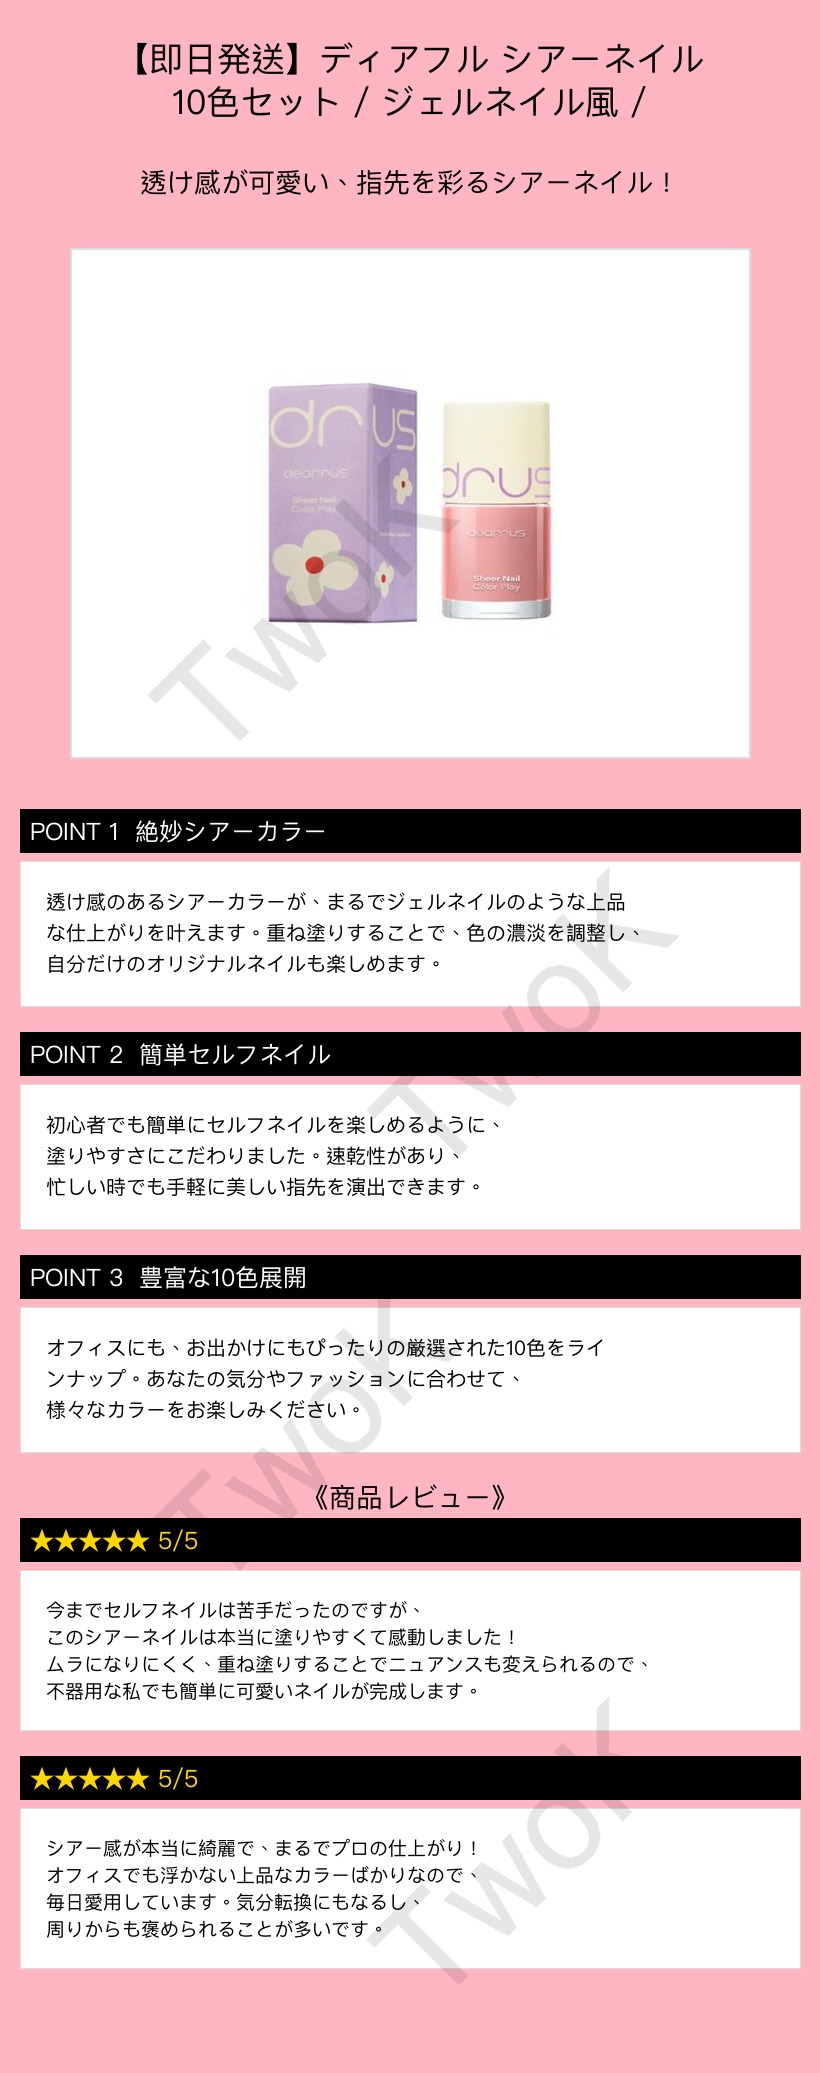 【即日発送】ディアフル シアーネイル
10色セット / ジェルネイル風 /
透け感が可愛い、指先を彩るシアーネイル！
drus
dearrus
Sheer Nail
Color Play
drus
dearrus
Sheer Nail
Color Play
TwoK
POINT 1 絶妙シアーカラー
透け感のあるシアーカラーが、まるでジェルネイルのような上品
な仕上がりを叶えます。重ね塗りすることで、色の濃淡を調整し、
自分だけのオリジナルネイルも楽しめます。
TwoK
POINT 2 簡単セルフネイル
初心者でも簡単にセルフネイルを楽しめるように、
塗りやすさにこだわりました。速乾性があり、
忙しい時でも手軽に美しい指先を演出できます。
POINT 3 豊富な10色展開
オフィスにも、お出かけにもぴったりの厳選された10色をライ
ンナップ。あなたの気分やファッションに合わせて、
様々なカラーをお楽しみください。
TwoK
《商品レビュー》
★★★★★ 5/5
今までセルフネイルは苦手だったのですが、
このシアーネイルは本当に塗りやすくて感動しました！
ムラになりにくく、重ね塗りすることでニュアンスも変えられるので、
不器用な私でも簡単に可愛いネイルが完成します。
★★★★★ 5/5
シアー感が本当に綺麗で、まるでプロの仕上がり！
オフィスでも浮かない上品なカラーばかりなので、
毎日愛用しています。気分転換にもなるし、
周りからも褒められることが多いです。
TwoK